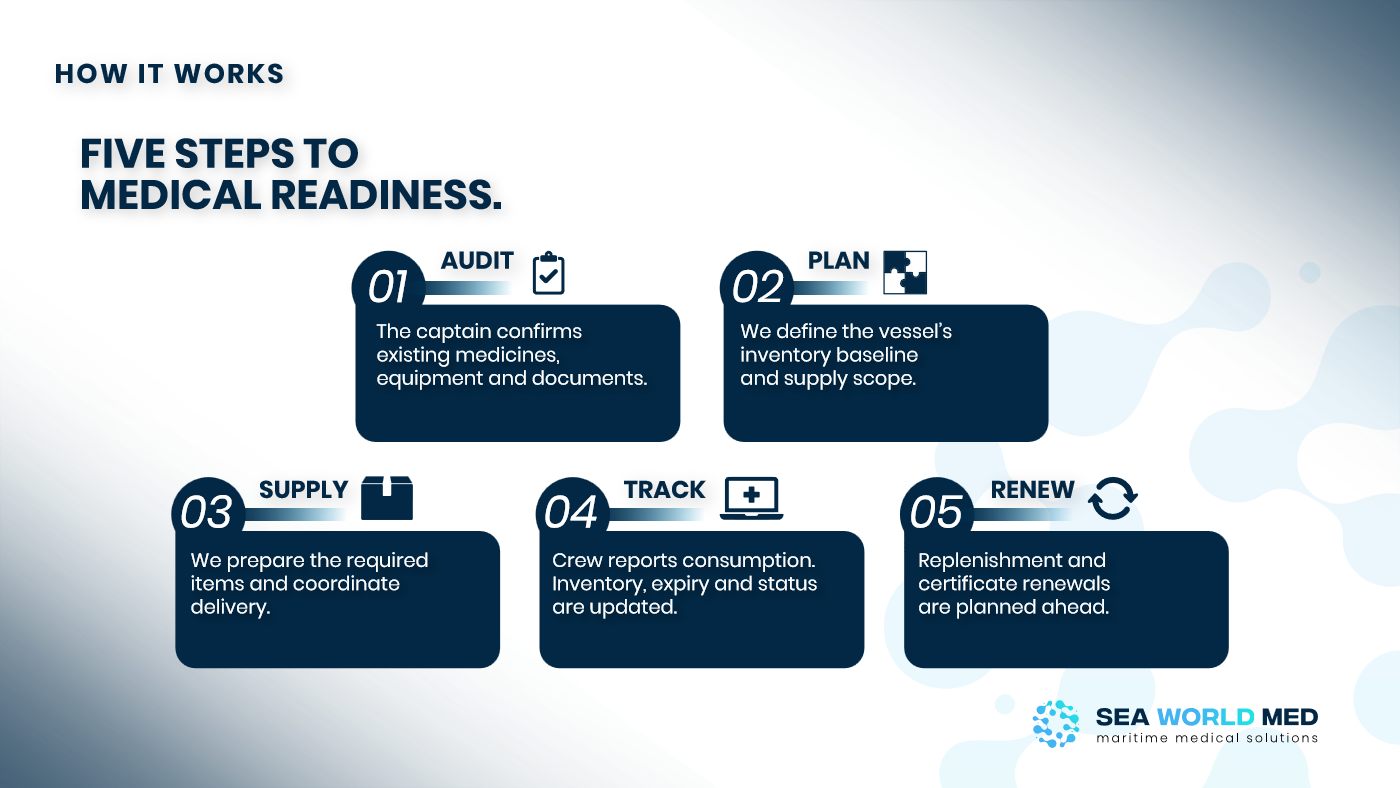 HOW IT WORKS
FIVE STEPS TO
MEDICAL READINESS.
01
AUDIT
The captain confirms
existing medicines,
equipment and documents.
02
PLAN
We define the vessel's
inventory baseline
and supply scope.
03
SUPPLY
We prepare the required
items and coordinate
delivery.
04
TRACK
Crew reports consumption.
Inventory, expiry and status
are updated.
05
RENEW
Replenishment and
certificate renewals
are planned ahead.
SEA WORLD MED
maritime medical solutions